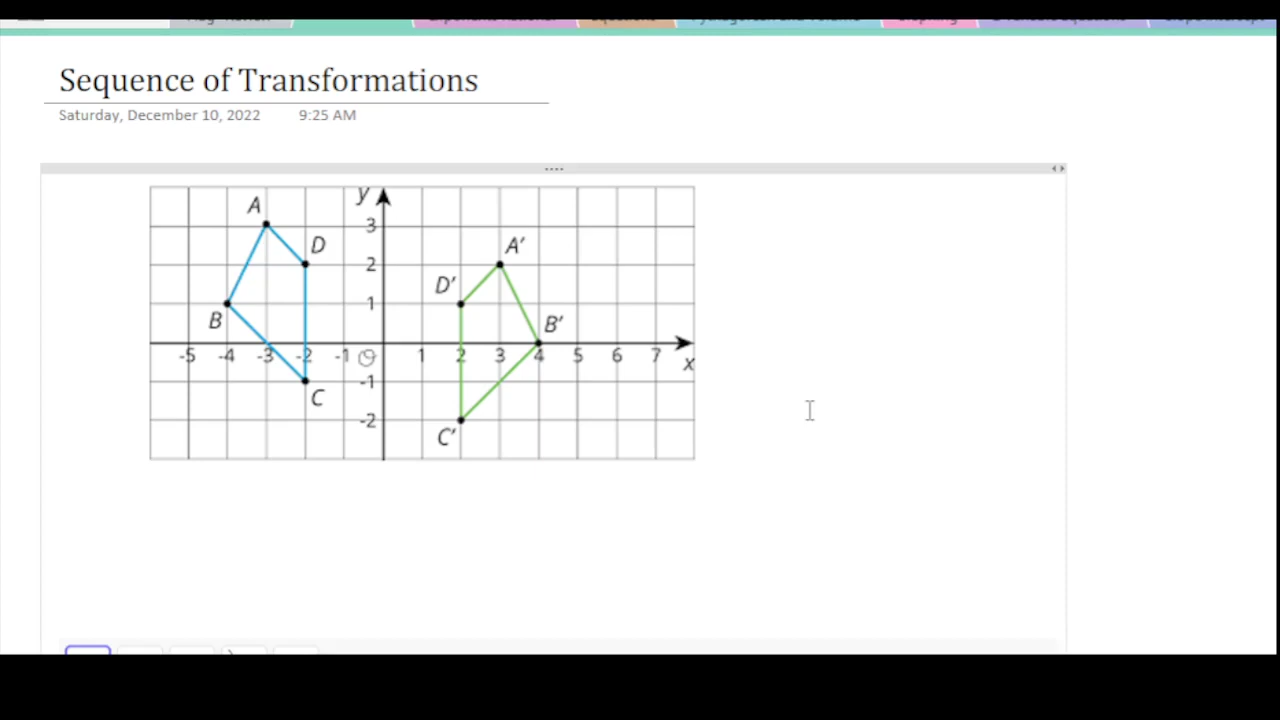 Sequence of Transformations
Saturday, December 10, 2022 9:25 AM
y
A
3
D
A'
2
D'
1
B
B'
-5 -4 -3 -2 -1 O 1 2 3 4 5 6 7
x
-1
C
-2
C'